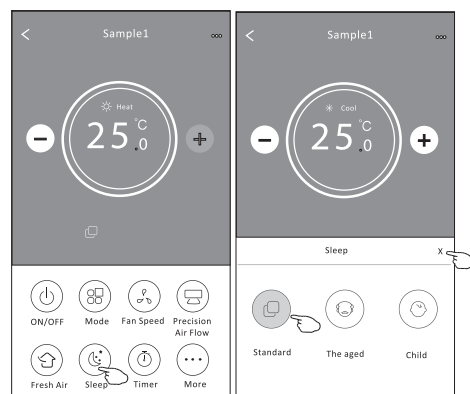 Sample1
Heat
25.0°C
ON/OFF Mode Fan Speed Precision
Air Flow
Fresh Air Sleep Timer More
Sample1
Cool
25.0°C
Sleep X
Standard The aged Child